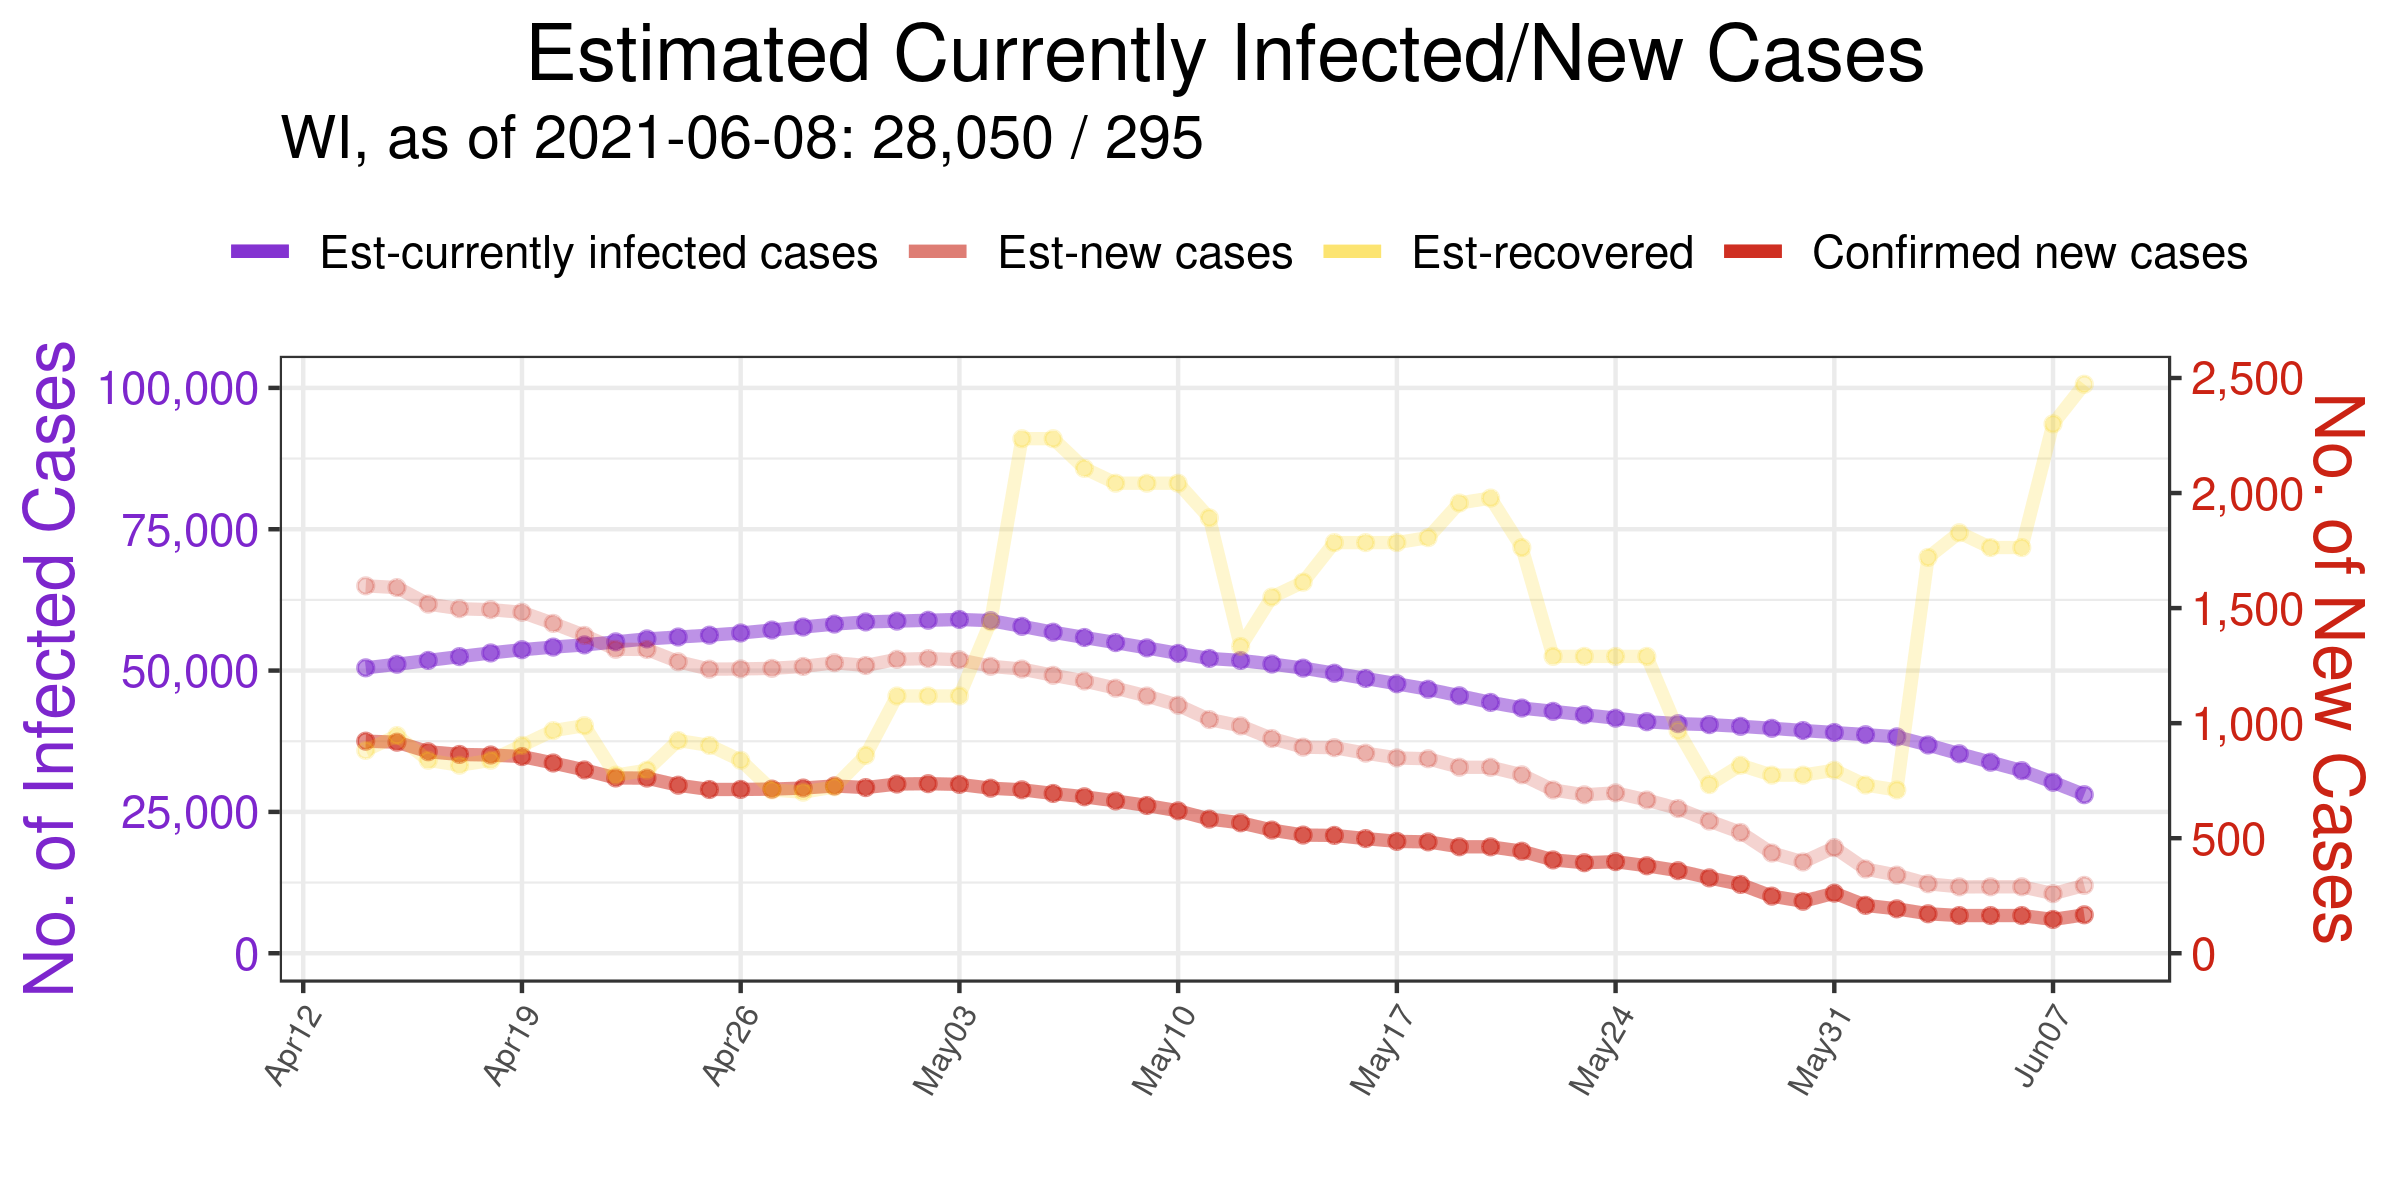 Estimated Currently Infected/New Cases
WI, as of 2021-06-08: 28,050 / 295
Est-currently infected cases Est-new cases Est-recovered Confirmed new cases
No. of Infected Cases
100,000
75,000
50,000
25,000
0
2,500
2,000
1,500
1,000
500
0
No. of New Cases
Apr12 Apr19 Apr26 May03 May10 May17 May24 May31 Jun07